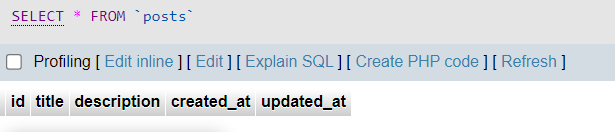 SELECT * FROM `posts`
Profiling [ Edit inline ] [ Edit ] [ Explain SQL ] [ Create PHP code ] [ Refresh ]
id title description created_at updated_at